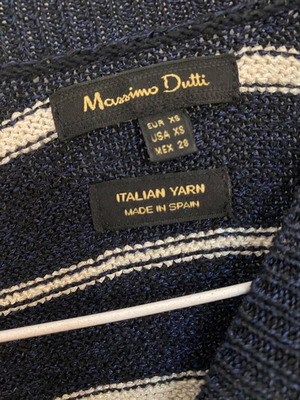 Massimo Dutti
EUR XS
USA XS
MEX 26
ITALIAN YARN
MADE IN SPAIN